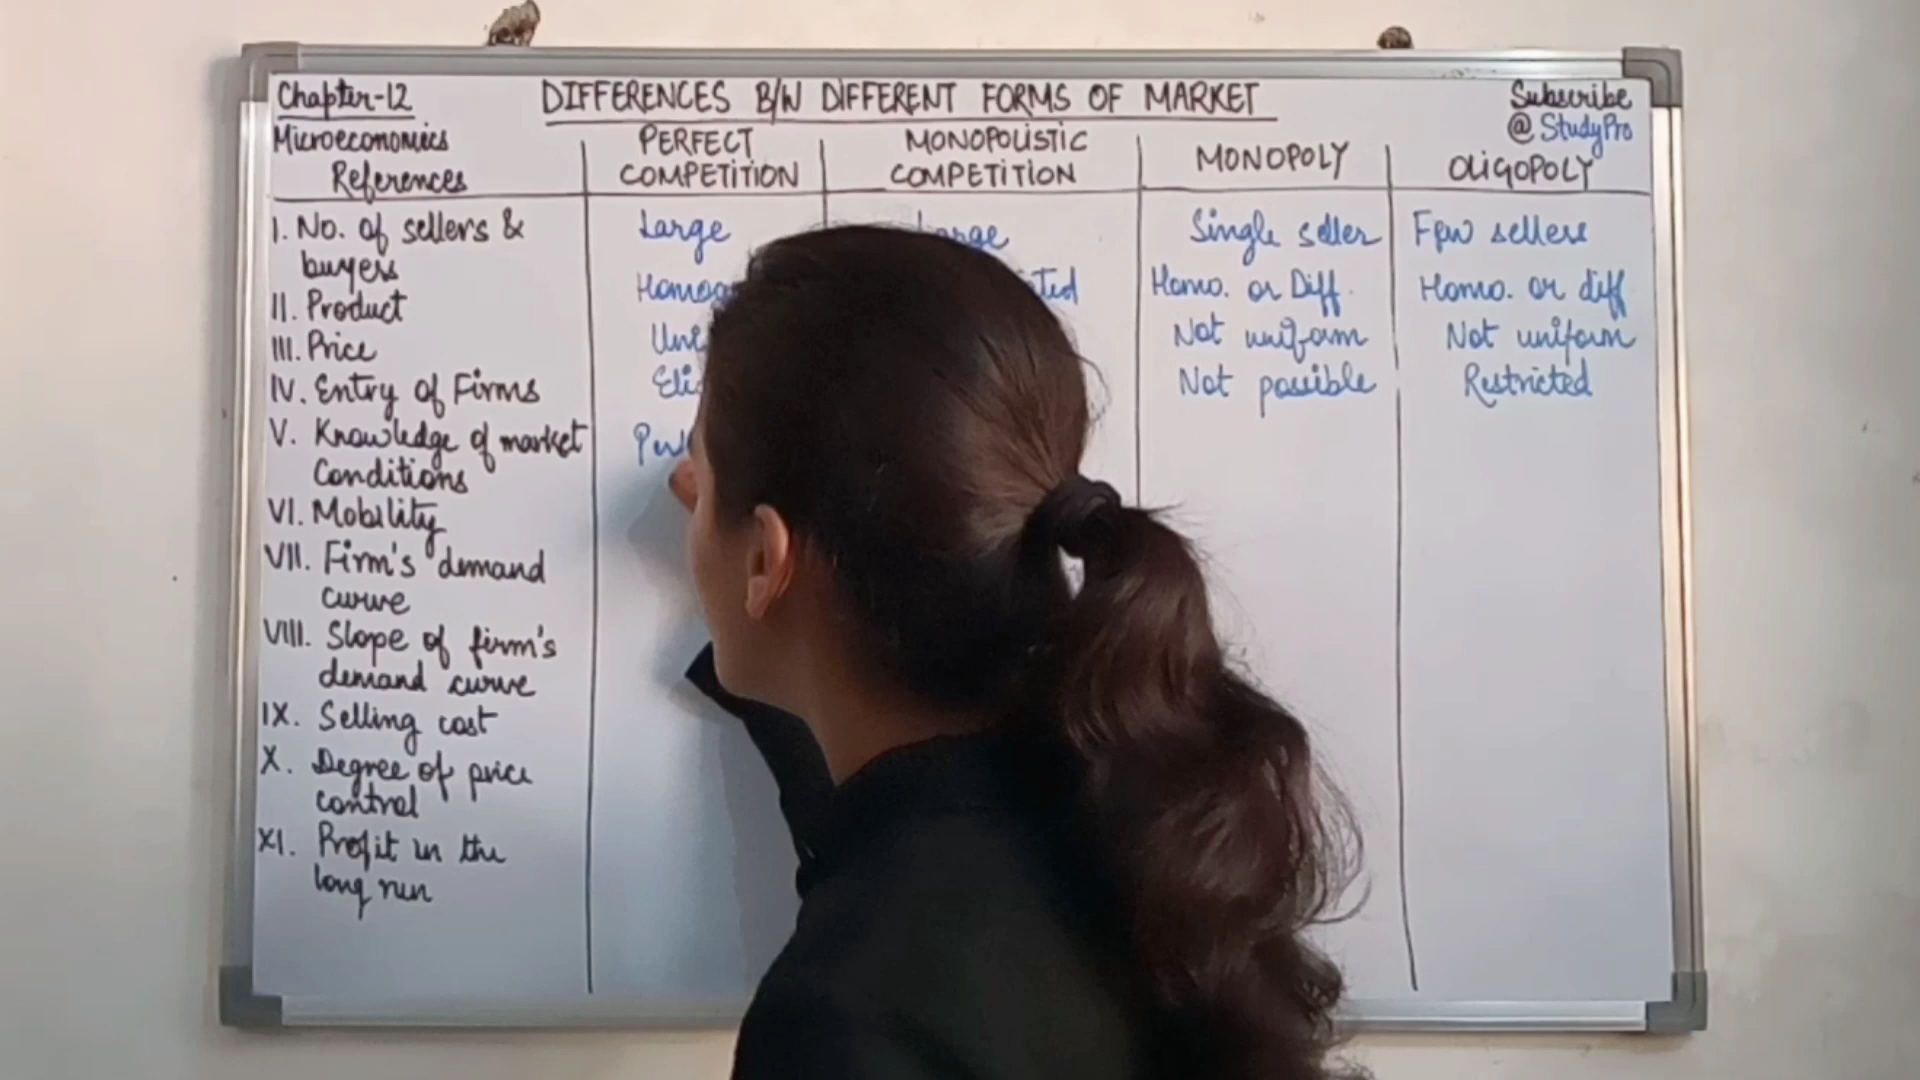 Chapter-12 DIFFERENCES B/W DIFFERENT FORMS OF MARKET Subscribe
@StudyPro
Microeconomics
References
PERFECT
COMPETITION
MONOPOLISTIC
COMPETITION
MONOPOLY
OLIGOPOLY
I. No. of sellers & Large Large Single seller Few sellers
buyers
II. Product Homo. or Diff. Homo. or diff
III. Price Not uniform Not uniform
IV. Entry of Firms Not possible Restricted
V. Knowledge of market
Conditions
VI. Mobility
VII. Firm's demand
curve
VIII. Slope of firm's
demand curve
IX. Selling cost
X. Degree of price
control
XI. Profit in the
long run